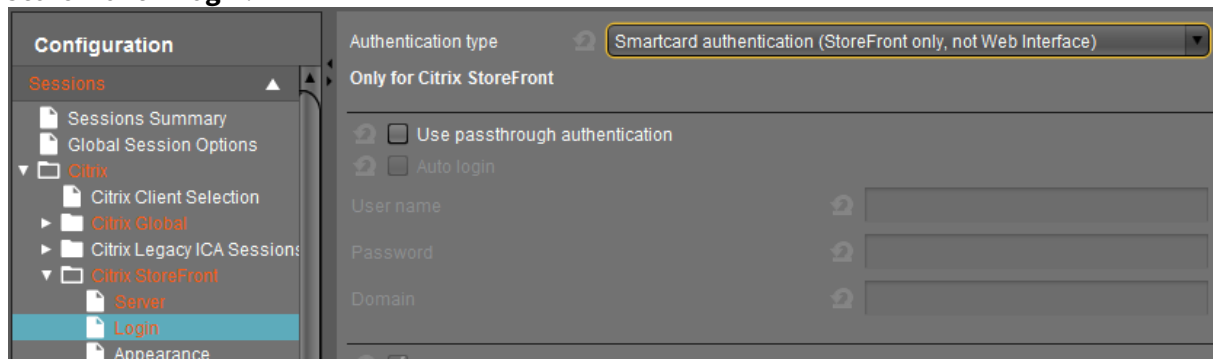 Configuration
Sessions
Sessions Summary
Global Session Options
Citrix
Citrix Client Selection
Citrix Global
Citrix Legacy ICA Sessions
Citrix StoreFront
Server
Login
Appearance
Authentication type
Smartcard authentication (StoreFront only, not Web Interface)
Only for Citrix StoreFront
Use passthrough authentication
Auto login
User name
Password
Domain